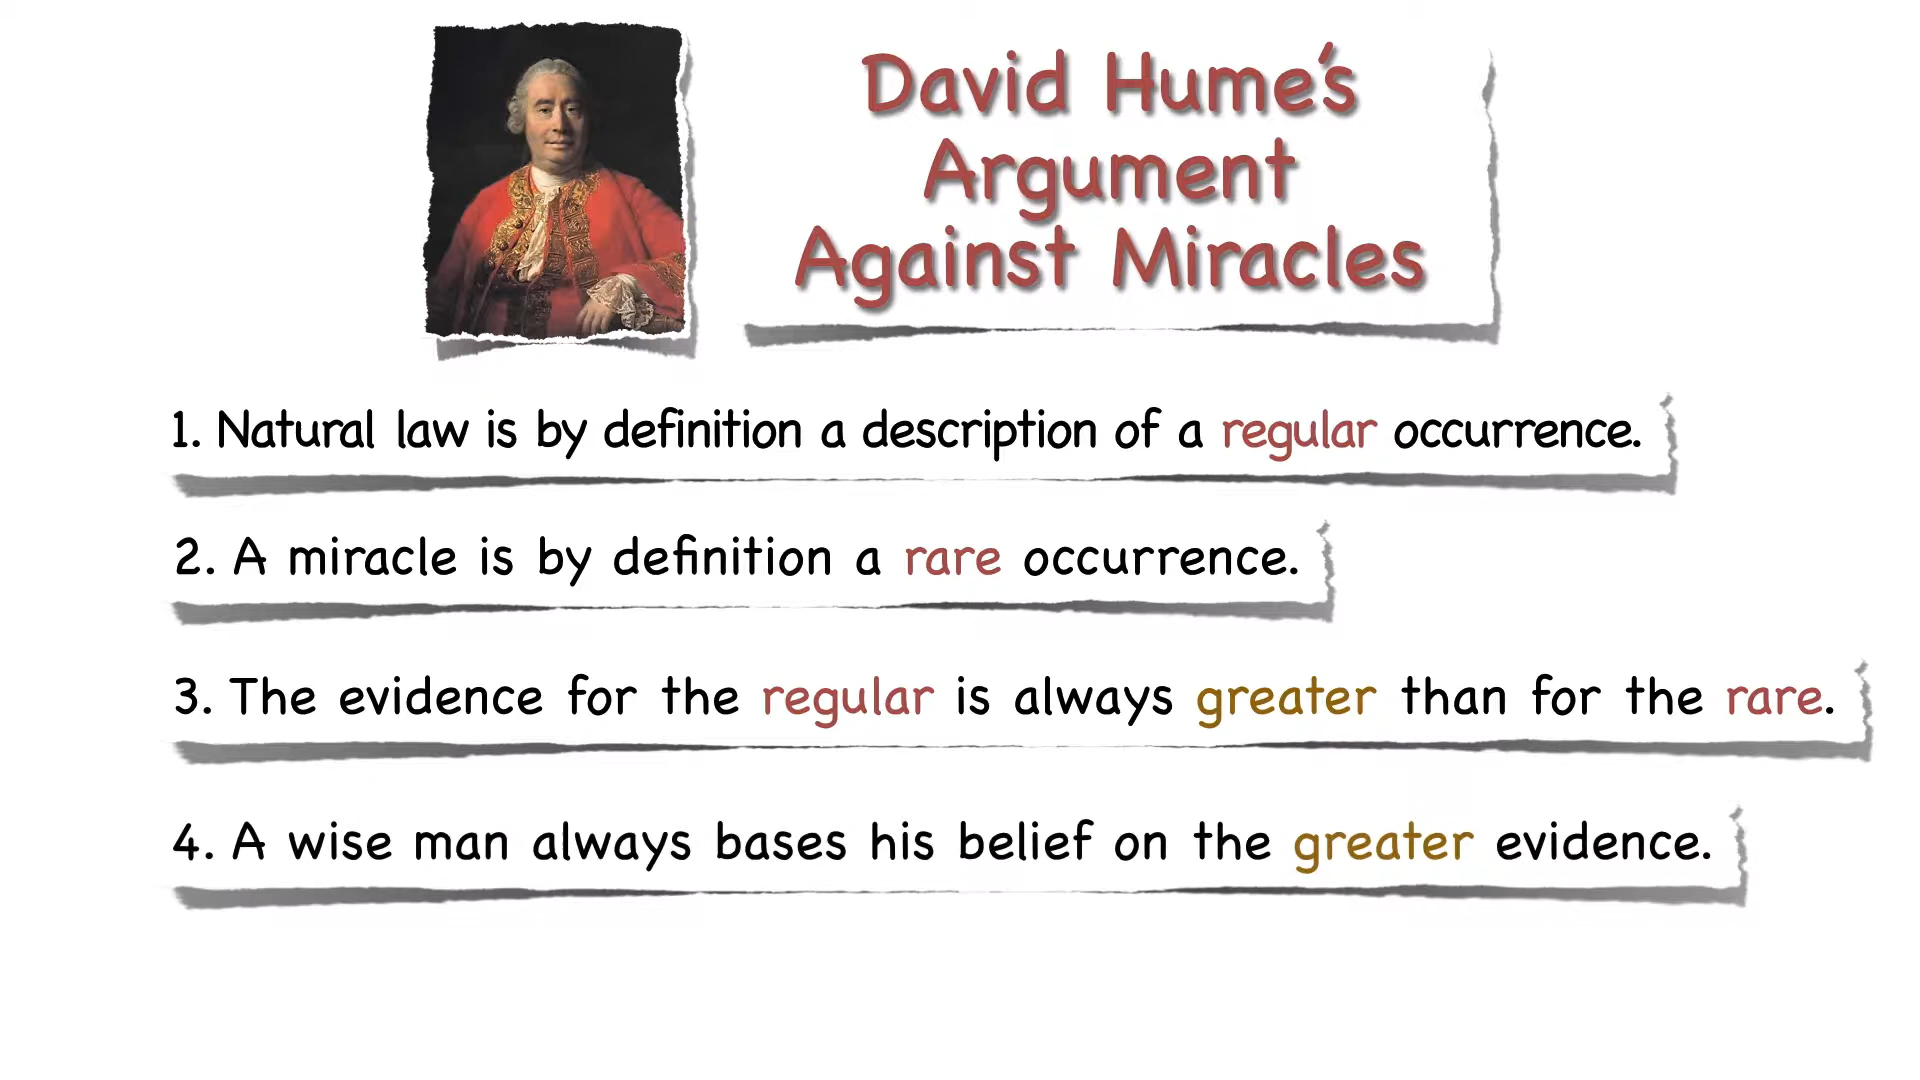 David Hume's
Argument
Against Miracles
1. Natural law is by definition a description of a regular occurrence.
2. A miracle is by definition a rare occurrence.
3. The evidence for the regular is always greater than for the rare.
4. A wise man always bases his belief on the greater evidence.